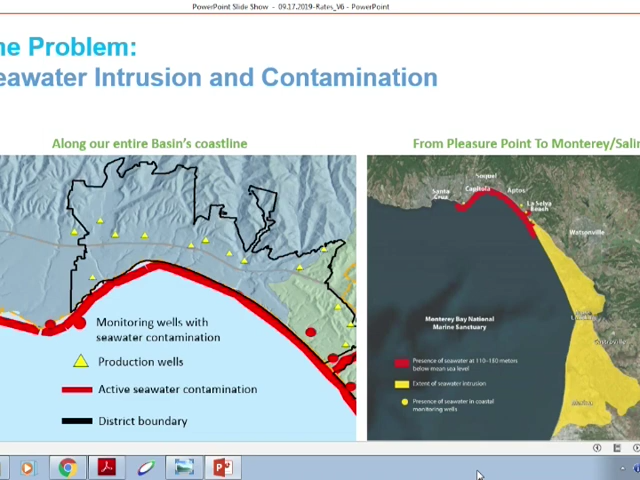 PowerPoint Slide Show - 09.17.2019-Rates_V6 - PowerPoint
ne Problem:
eawater Intrusion and Contamination
Along our entire Basin's coastline
From Pleasure Point To Monterey/Salin
Soquel
Santa Cruz
Capitola
Aptos
La Selva Beach
Watsonville
Monitoring wells with
seawater contamination
Production wells
Active seawater contamination
District boundary
Monterey Bay National
Marine Sanctuary
Presence of seawater at 110-180 meters
below mean sea level
Extent of seawater intrusion
Presence of seawater in coastal
monitoring wells